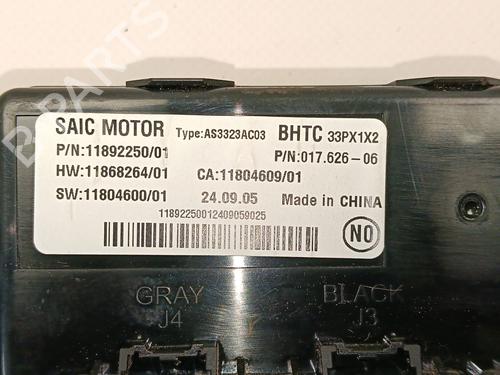 B-PARTS
SAIC MOTOR Type:AS3323AC03 BHTC 33PX1X2
P/N:11892250/01 P/N:017.626-06
HW:11868264/01 CA:11804609/01
SW:11804600/01 24.09.05 Made in CHINA
11892250012409059025
NO
GRAY BLACK
J4 J3